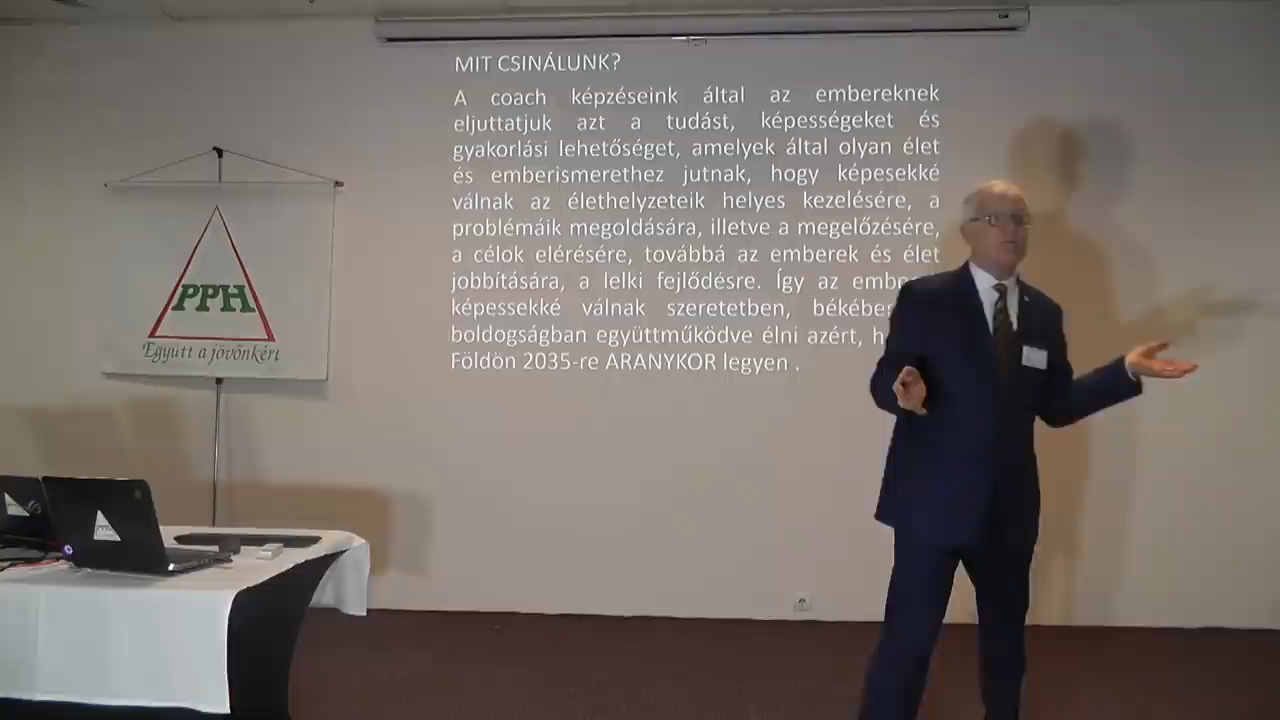 MIT CSINÁLUNK?
A coach képzéseink által az embereknek
eljuttatjuk azt a tudást, képességeket és
gyakorlási lehetőséget, amelyek által olyan élet
és emberismerethez jutnak, hogy képesekké
válnak az élethelyzeteik helyes kezelésére, a
problémáik megoldására, illetve a megelőzésére,
a célok elérésére, továbbá az emberek és élet
jobbítására, a lelki fejlődésre. Így az
képessekké válnak szeretetben,
boldogságban együttműködve élni azért,
Földön 2035-re ARANYKOR legyen .
PPH
Együtt a jövőnkért